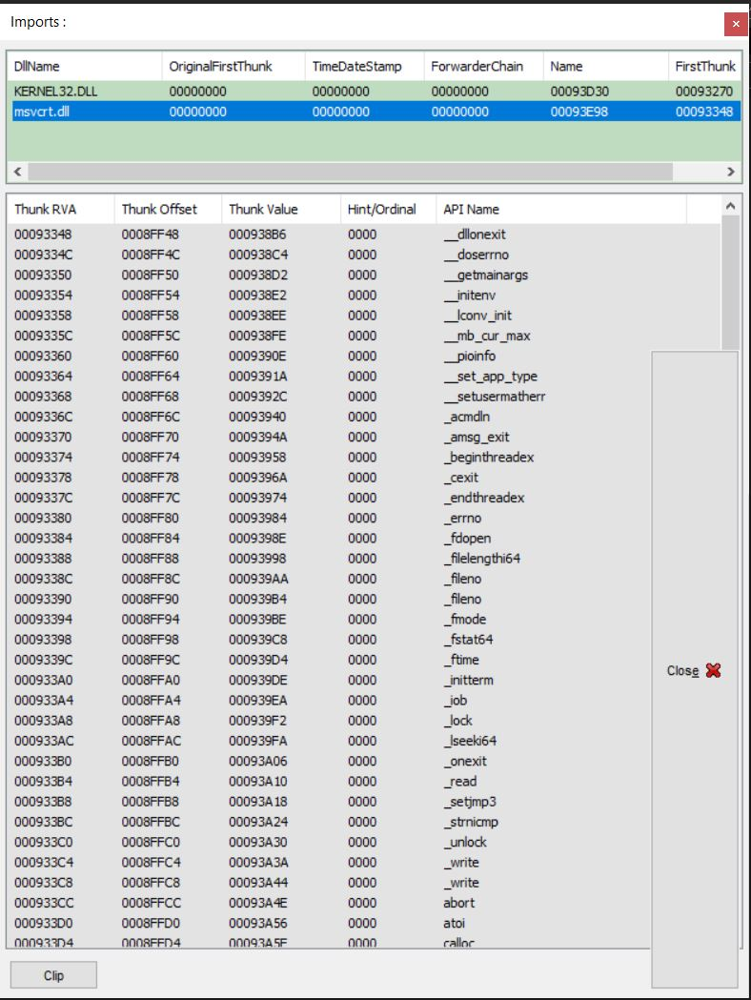 Imports :
DllName OriginalFirstThunk TimeDateStamp ForwarderChain Name FirstThunk
KERNEL32.DLL 00000000 00000000 00000000 00093D30 00093270
msvcrt.dll 00000000 00000000 00000000 00093E98 00093348
Thunk RVA Thunk Offset Thunk Value Hint/Ordinal API Name
00093348 0008FF48 000938B6 0000 __dllonexit
0009334C 0008FF4C 000938C4 0000 __doserrno
00093350 0008FF50 000938D2 0000 __getmainargs
00093354 0008FF54 000938E2 0000 __initenv
00093358 0008FF58 000938EE 0000 __lconv_init
0009335C 0008FF5C 000938FE 0000 __mb_cur_max
00093360 0008FF60 0009390E 0000 __pioinfo
00093364 0008FF64 0009391A 0000 __set_app_type
00093368 0008FF68 0009392C 0000 __setusermatherr
0009336C 0008FF6C 00093940 0000 _acmdln
00093370 0008FF70 0009394A 0000 _amsg_exit
00093374 0008FF74 00093958 0000 _beginthreadex
00093378 0008FF78 0009396A 0000 _cexit
0009337C 0008FF7C 00093974 0000 _endthreadex
00093380 0008FF80 00093984 0000 _errno
00093384 0008FF84 0009398E 0000 _fdopen
00093388 0008FF88 00093998 0000 _filelengthi64
0009338C 0008FF8C 000939AA 0000 _fileno
00093390 0008FF90 000939B4 0000 _fileno
00093394 0008FF94 000939BE 0000 _fmode
00093398 0008FF98 000939C8 0000 _fstat64
0009339C 0008FF9C 000939D4 0000 _ftime
000933A0 0008FFA0 000939DE 0000 _initterm
000933A4 0008FFA4 000939EA 0000 _iob
000933A8 0008FFA8 000939F2 0000 _lock
000933AC 0008FFAC 000939FA 0000 _lseeki64
000933B0 0008FFB0 00093A06 0000 _onexit
000933B4 0008FFB4 00093A10 0000 _read
000933B8 0008FFB8 00093A18 0000 _setjmp3
000933BC 0008FFBC 00093A24 0000 _strnicmp
000933C0 0008FFC0 00093A30 0000 _unlock
000933C4 0008FFC4 00093A3A 0000 _write
000933C8 0008FFC8 00093A44 0000 _write
000933CC 0008FFCC 00093A4E 0000 abort
000933D0 0008FFD0 00093A56 0000 atoi
000933D4 0008FFD4 00093A5E 0000 calloc
Close
Clip